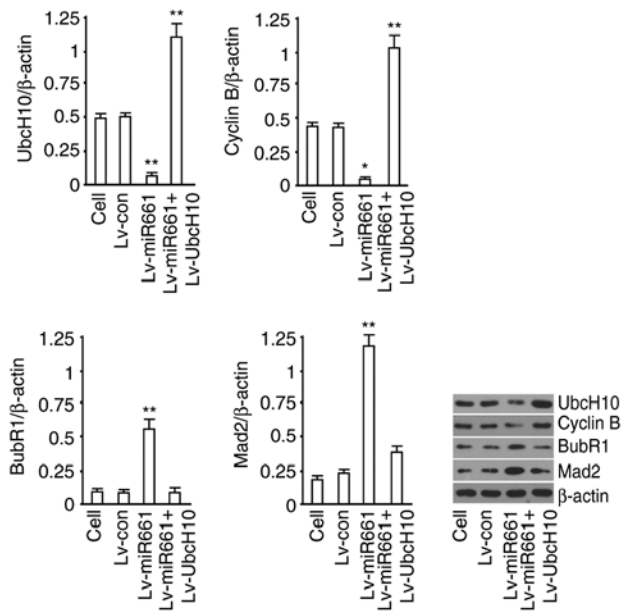 UbcH10/β-actin
1.25
1
0.75
0.5
0.25
0
**
**
Cell
Lv-con
Lv-miR661
Lv-miR661+
Lv-UbcH10
Cyclin B/β-actin
1.25
1
0.75
0.5
0.25
0
*
**
Cell
Lv-con
Lv-miR661
Lv-miR661+
Lv-UbcH10
BubR1/β-actin
1.25
1
0.75
0.5
0.25
0
**
Cell
Lv-con
Lv-miR661
Lv-miR661+
Lv-UbcH10
Mad2/β-actin
1.25
1
0.75
0.5
0.25
0
**
Cell
Lv-con
Lv-miR661
Lv-miR661+
Lv-UbcH10
UbcH10
Cyclin B
BubR1
Mad2
β-actin
Cell
Lv-con
Lv-miR661
Lv-miR661+
Lv-UbcH10